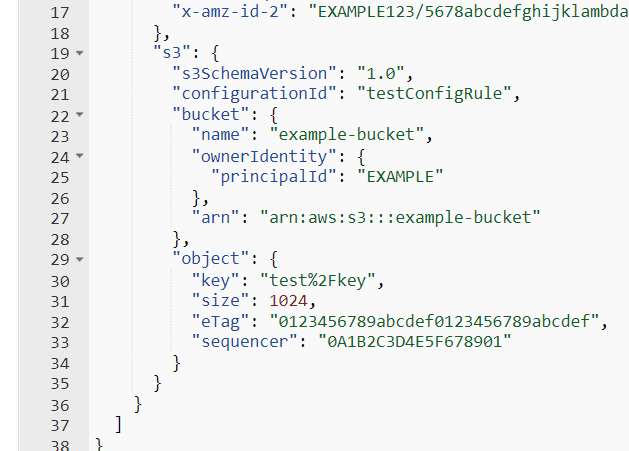 17 "x-amz-id-2": "EXAMPLE123/5678abcdefghijklambda
18 },
19 "s3": {
20 "s3SchemaVersion": "1.0",
21 "configurationId": "testConfigRule",
22 "bucket": {
23 "name": "example-bucket",
24 "ownerIdentity": {
25 "principalId": "EXAMPLE"
26 },
27 "arn": "arn:aws:s3:::example-bucket"
28 },
29 "object": {
30 "key": "test%2Fkey",
31 "size": 1024,
32 "eTag": "0123456789abcdef0123456789abcdef",
33 "sequencer": "0A1B2C3D4E5F678901"
34 }
35 }
36 }
37 ]
38 }